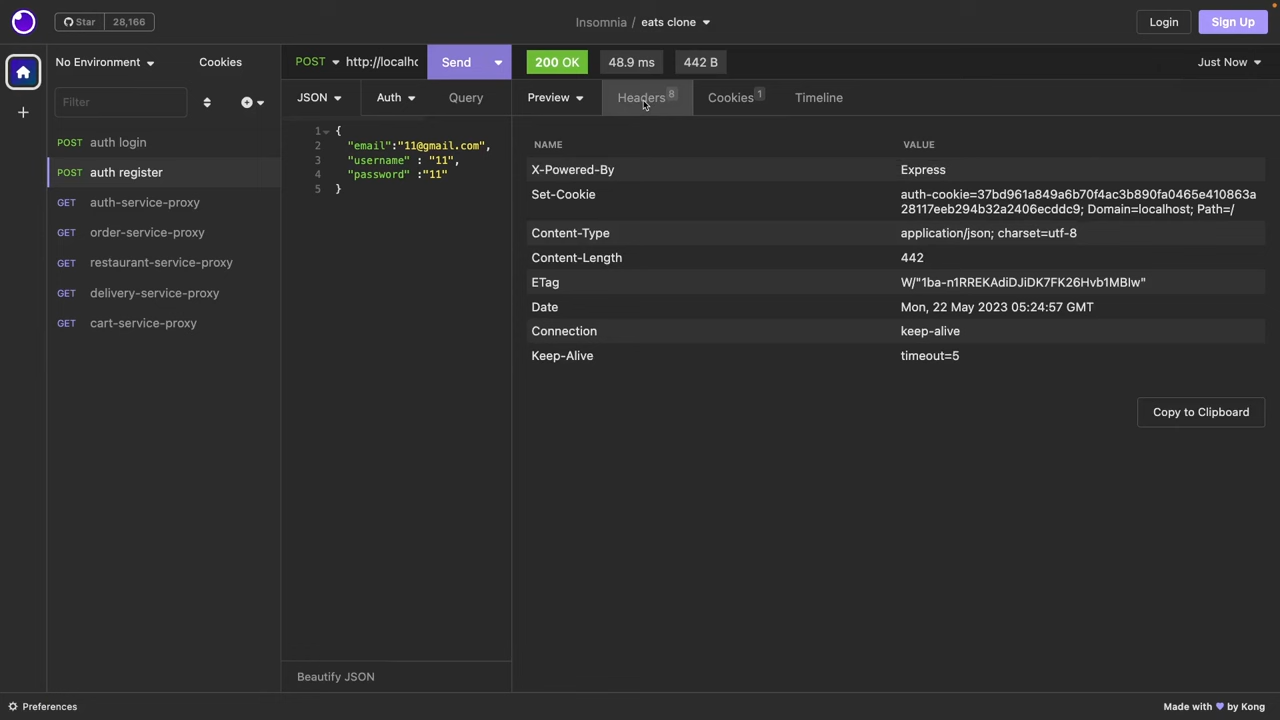 Star 28,166
Insomnia / eats clone
Login
Sign Up
No Environment
Cookies
POST http://localhc
Send
200 OK
48.9 ms
442 B
Just Now
Filter
JSON
Auth
Query
Preview
Headers 8
Cookies 1
Timeline
POST auth login
POST auth register
GET auth-service-proxy
GET order-service-proxy
GET restaurant-service-proxy
GET delivery-service-proxy
GET cart-service-proxy
1 {
2 "email":"11@gmail.com",
3 "username" : "11",
4 "password" :"11"
5 }
NAME VALUE
X-Powered-By Express
Set-Cookie auth-cookie=37bd961a849a6b70f4ac3b890fa0465e410863a
28117eeb294b32a2406ecddc9; Domain=localhost; Path=/
Content-Type application/json; charset=utf-8
Content-Length 442
ETag W/"1ba-n1RREKAdiDJiDK7FK26Hvb1MBIw"
Date Mon, 22 May 2023 05:24:57 GMT
Connection keep-alive
Keep-Alive timeout=5
Copy to Clipboard
Beautify JSON
Preferences
Made with 💜 by Kong